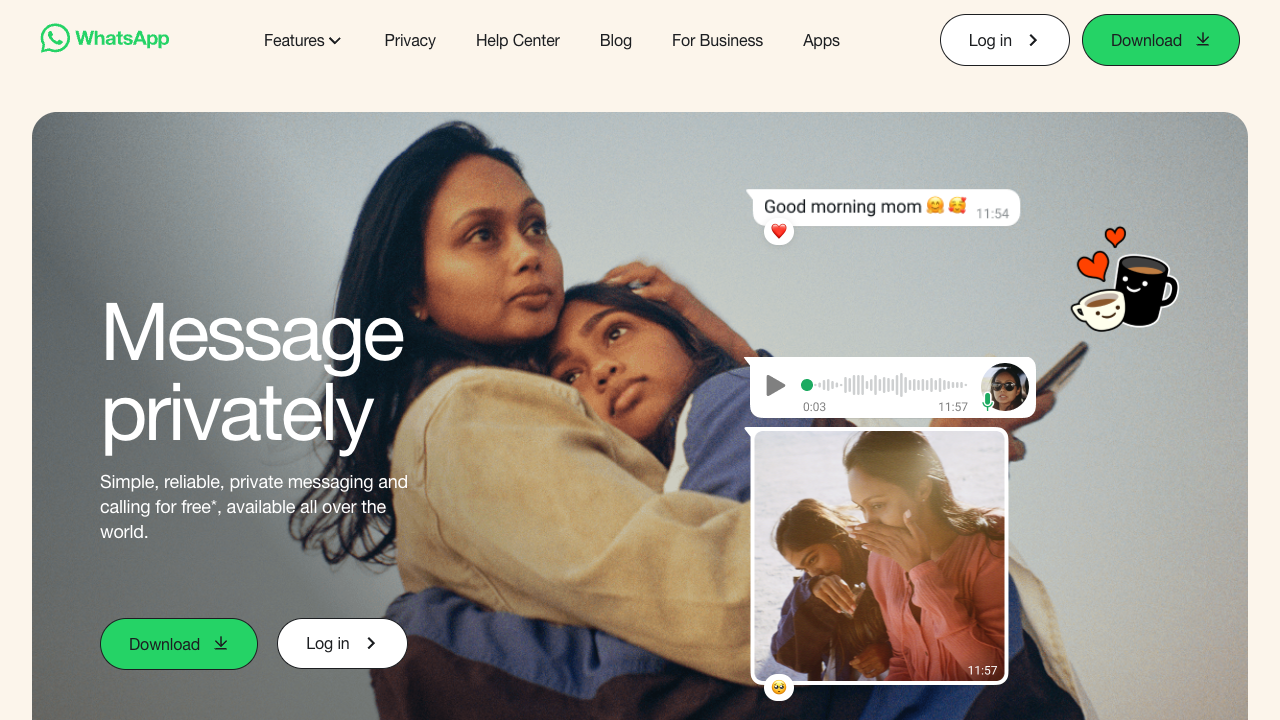 WhatsApp
Features
Privacy
Help Center
Blog
For Business
Apps
Log in
Download
Good morning mom 🤗 🥰 11:54
Message
privately
0:03 11:57
Simple, reliable, private messaging and
calling for free*, available all over the
world.
Download
Log in
11:57